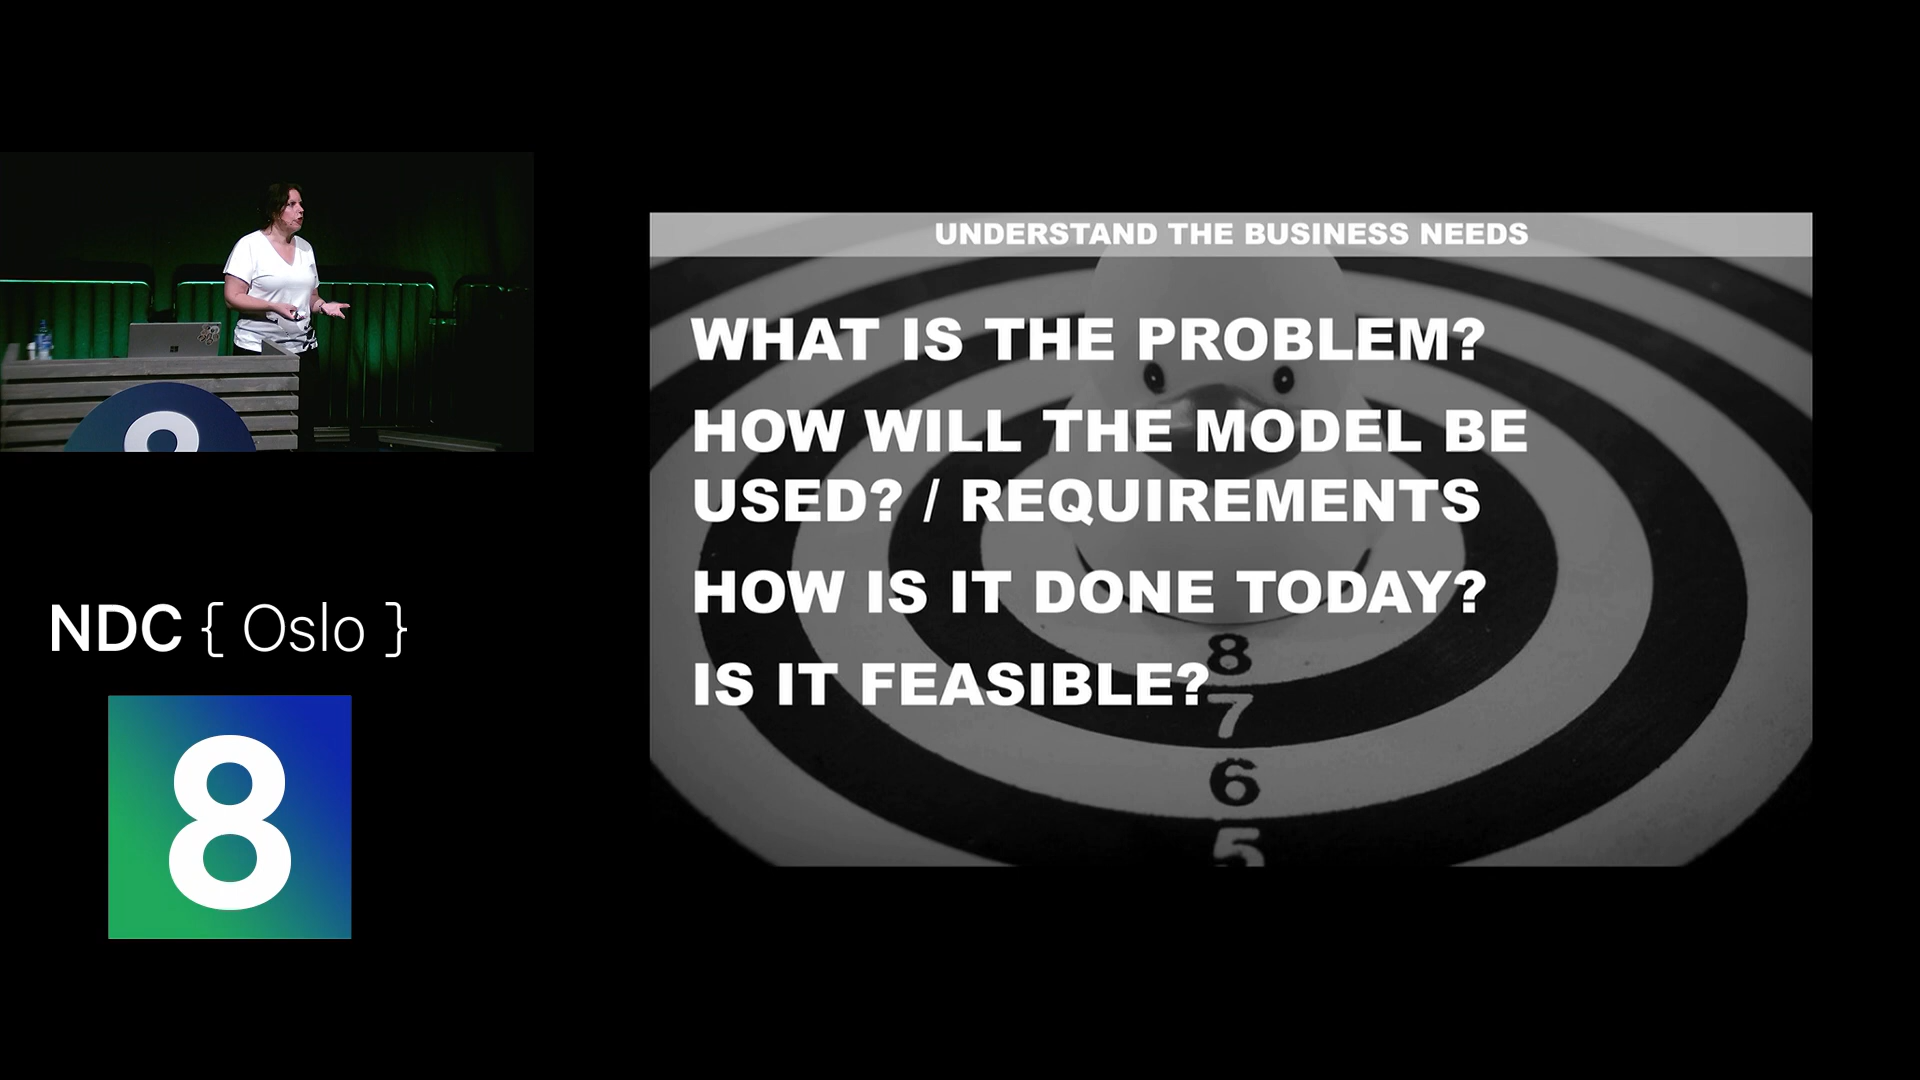 UNDERSTAND THE BUSINESS NEEDS
WHAT IS THE PROBLEM?
HOW WILL THE MODEL BE
USED? / REQUIREMENTS
HOW IS IT DONE TODAY?
IS IT FEASIBLE?
8
7
6
5
8
NDC { Oslo }
8